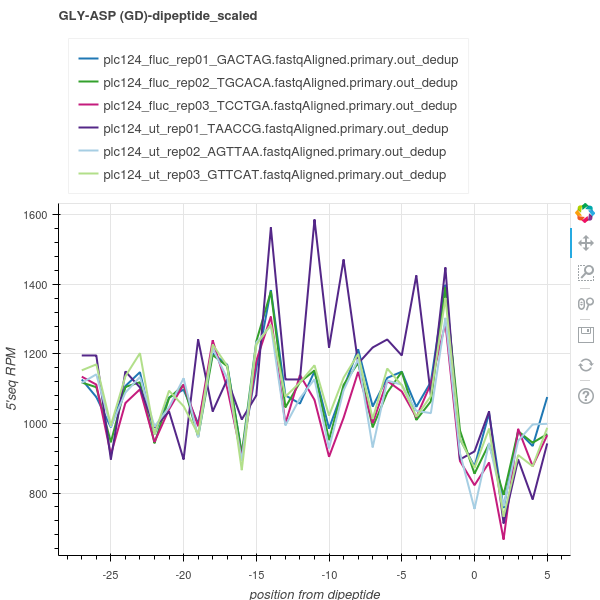 GLY-ASP (GD)-dipeptide_scaled
plc124_fluc_rep01_GACTAG.fastqAligned.primary.out_dedup
plc124_fluc_rep02_TGCACA.fastqAligned.primary.out_dedup
plc124_fluc_rep03_TCCTGA.fastqAligned.primary.out_dedup
plc124_ut_rep01_TAACCG.fastqAligned.primary.out_dedup
plc124_ut_rep02_AGTTAA.fastqAligned.primary.out_dedup
plc124_ut_rep03_GTTCAT.fastqAligned.primary.out_dedup
1600
1400
1200
1000
800
5'seq RPM
-25 -20 -15 -10 -5 0 5
position from dipeptide